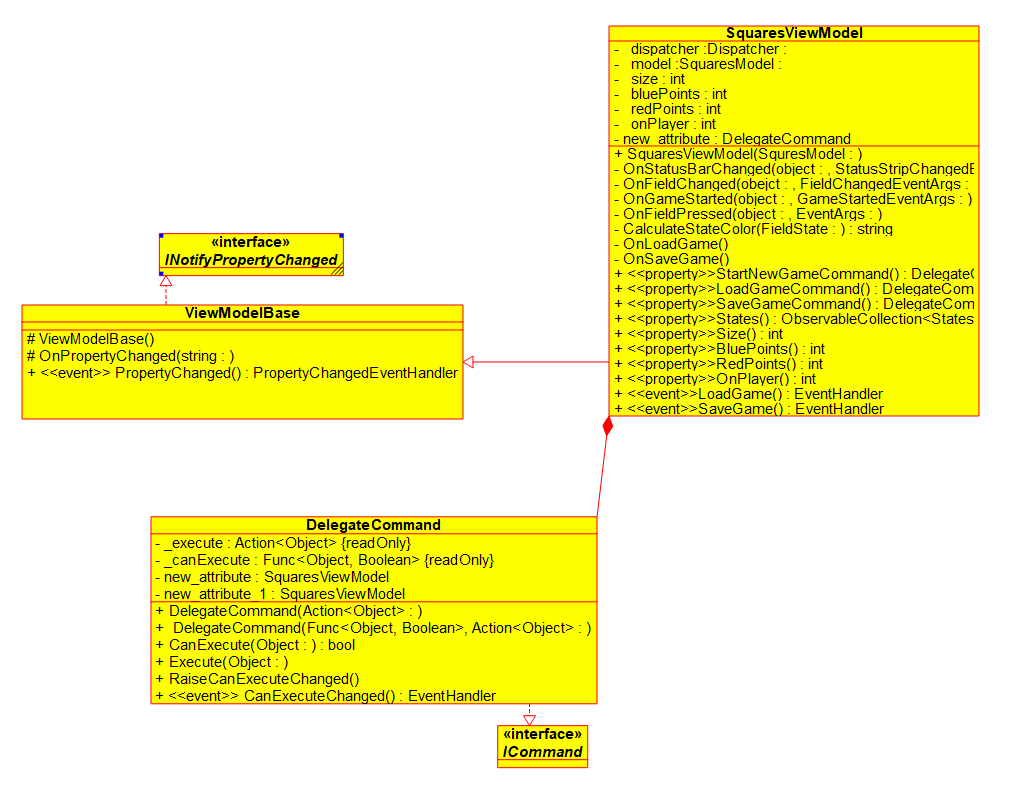 SquaresViewModel
- dispatcher :Dispatcher :
- model :SquaresModel :
- size : int
- bluePoints : int
- redPoints : int
- onPlayer : int
- new_attribute : DelegateCommand
+ SquaresViewModel(SquresModel : )
- OnStatusBarChanged(object : , StatusStripChangedE
- OnFieldChanged(obejct : , FieldChangedEventArgs :
- OnGameStarted(object : , GameStartedEventArgs : )
- OnFieldPressed(object : , EventArgs : )
- CalculateStateColor(FieldState : ) : string
- OnLoadGame()
- OnSaveGame()
+ <<property>>StartNewGameCommand() : DelegateC
+ <<property>>LoadGameCommand() : DelegateCom
+ <<property>>SaveGameCommand() : DelegateCom
+ <<property>>States() : ObservableCollection<States
+ <<property>>Size() : int
+ <<property>>BluePoints() : int
+ <<property>>RedPoints() : int
+ <<property>>OnPlayer() : int
+ <<event>>LoadGame() : EventHandler
+ <<event>>SaveGame() : EventHandler
«interface»
INotifyPropertyChanged
ViewModelBase
# ViewModelBase()
# OnPropertyChanged(string : )
+ <<event>> PropertyChanged() : PropertyChangedEventHandler
DelegateCommand
- _execute : Action<Object> {readOnly}
- _canExecute : Func<Object, Boolean> {readOnly}
- new_attribute : SquaresViewModel
- new_attribute_1 : SquaresViewModel
+ DelegateCommand(Action<Object> : )
+ DelegateCommand(Func<Object, Boolean>, Action<Object> : )
+ CanExecute(Object : ) : bool
+ Execute(Object : )
+ RaiseCanExecuteChanged()
+ <<event>> CanExecuteChanged() : EventHandler
«interface»
ICommand